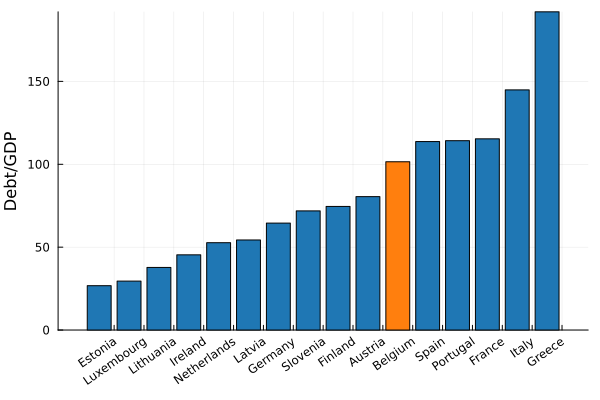 Debt/GDP
150
100
50
0
Estonia
Luxembourg
Lithuania
Ireland
Netherlands
Latvia
Germany
Slovenia
Finland
Austria
Belgium
Spain
Portugal
France
Italy
Greece